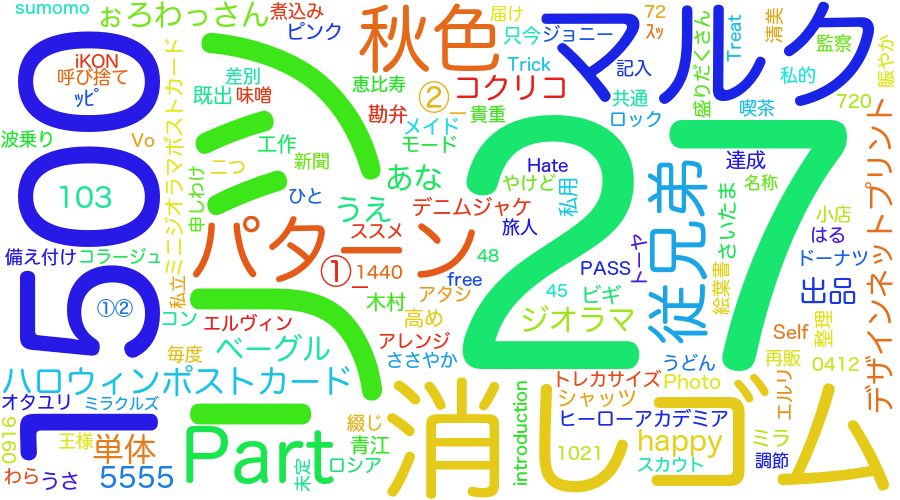 sumomo
ぉろわっさん
煮込み
ピンク
秋色
届け
只今
ジョニー
Trick
マルク
72
ｽｯ
記入
盛りだくさん
Treat
清美
監察
私的
賑やか
1500
iKON
呼び捨て
ｯﾋﾟ
差別
既出
味噌
恵比寿
勘弁
コクリコ
②
ー
貴重
共通
ロック
喫茶
720
波乗り
Vo
ミニジオラマポストカード
工作
新聞
メイド
モード
103
二つ
ひと
あな
やけど
Hate
私用
達成
名称
申しわけ
うえ
デニムジャケ
旅人
27
従兄弟
さいたま
小店
はる
ドーナツ
備え付け
コラージュ
パターン
ススメ
①
ー
1440
48
free
PASS
トーヤ
絵葉書
出品
デザインネットプリント
ミニ
私立
コン
エルヴィン
木村
アタシ
高め
45
ビギ
ジオラマ
①②
毎度
ベーグル
アレンジ
ささやか
うどん
Self
整理
再販
0412
ハロウィンポストカード
トレカサイズ
シャッツ
Photo
エルリ
オタユリ
ミラクルズ
消しゴム
introduction
ヒーローアカデミア
0916
王様
単体
Part
綴じ
青江
1021
happy
ミラ
わら
うさ
5555
未定
ロシア
スカウト
調節